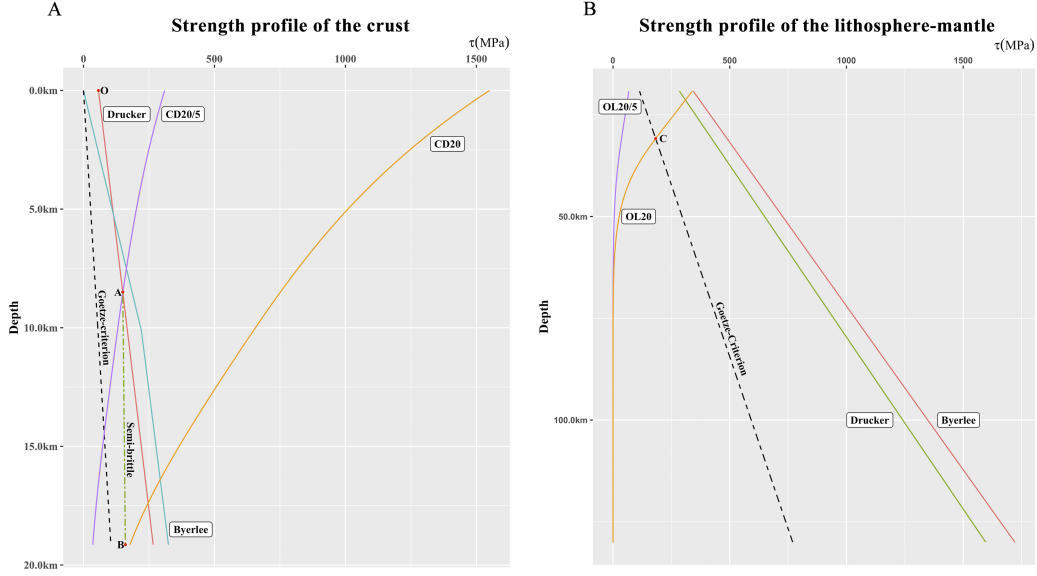 A
Strength profile of the crust
τ(MPa)
0
500
1000
1500
0.0km
5.0km
10.0km
15.0km
20.0km
Depth
O
Drucker
CD20/5
CD20
A
Goetze-criterion
Semi-brittle
Byerlee
B
B
Strength profile of the lithosphere-mantle
τ(MPa)
0
500
1000
1500
50.0km
100.0km
Depth
OL20/5
C
OL20
Goetze-Criterion
Drucker
Byerlee